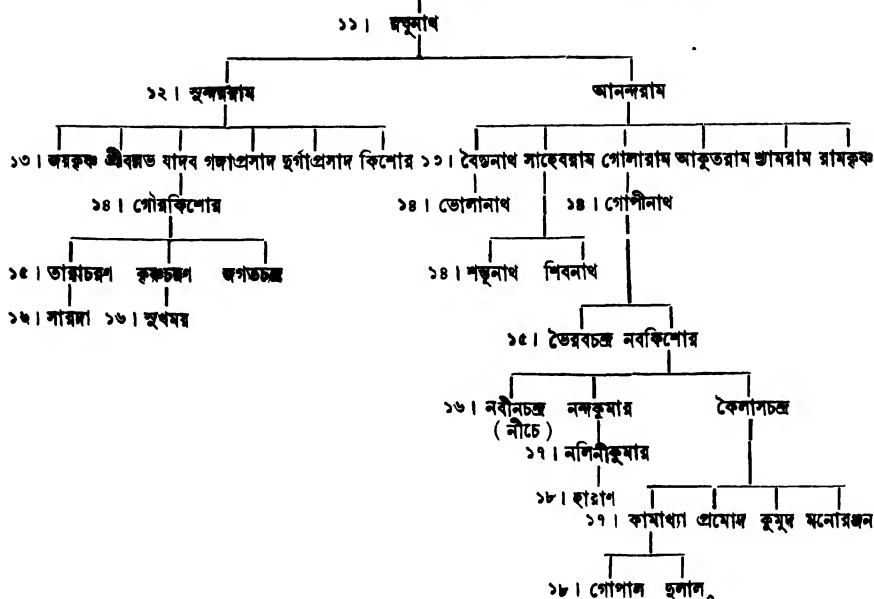 ১১। রঘুনাথ
১২। সুন্দররাম আনন্দরাম
১৩। জয়কৃষ্ণ শ্রীবল্লভ যাদব গঙ্গাপ্রসাদ দুর্গাপ্রসাদ কিশোর ১৩। বৈদ্যনাথ সাহেবরাম গোলারাম আকুতরাম শ্যামরাম রামকৃষ্ণ
১৪। গৌরকিশোর ১৪। ভোলানাথ ১৪। গোপীনাথ
১৫। তারাচরণ কৃষ্ণচরণ জগতচন্দ্র ১৪। শম্ভুনাথ শিবনাথ
১৬। সারদা ১৬। সুখময়
১৫। ভৈরবচন্দ্র নবকিশোর
১৬। নবীনচন্দ্র নন্দকুমার কৈলাসচন্দ্র
( নীচে )
১৭। নলিনীকুমার
১৮। হারাণ
১৭। কামাখ্যা প্রমোদ কুমুদ মনোরঞ্জন
১৮। গোপাল দুলাল